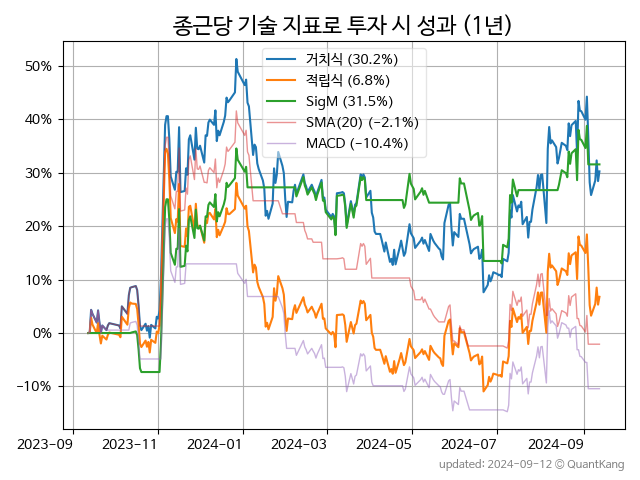 종근당 기술 지표로 투자 시 성과 (1년)
거치식 (30.2%)
적립식 (6.8%)
SigM (31.5%)
SMA(20) (−2.1%)
MACD (−10.4%)
50%
40%
30%
20%
10%
0%
−10%
2023-09 2023-11 2024-01 2024-03 2024-05 2024-07 2024-09
updated: 2024-09-12 ⓒ QuantKang